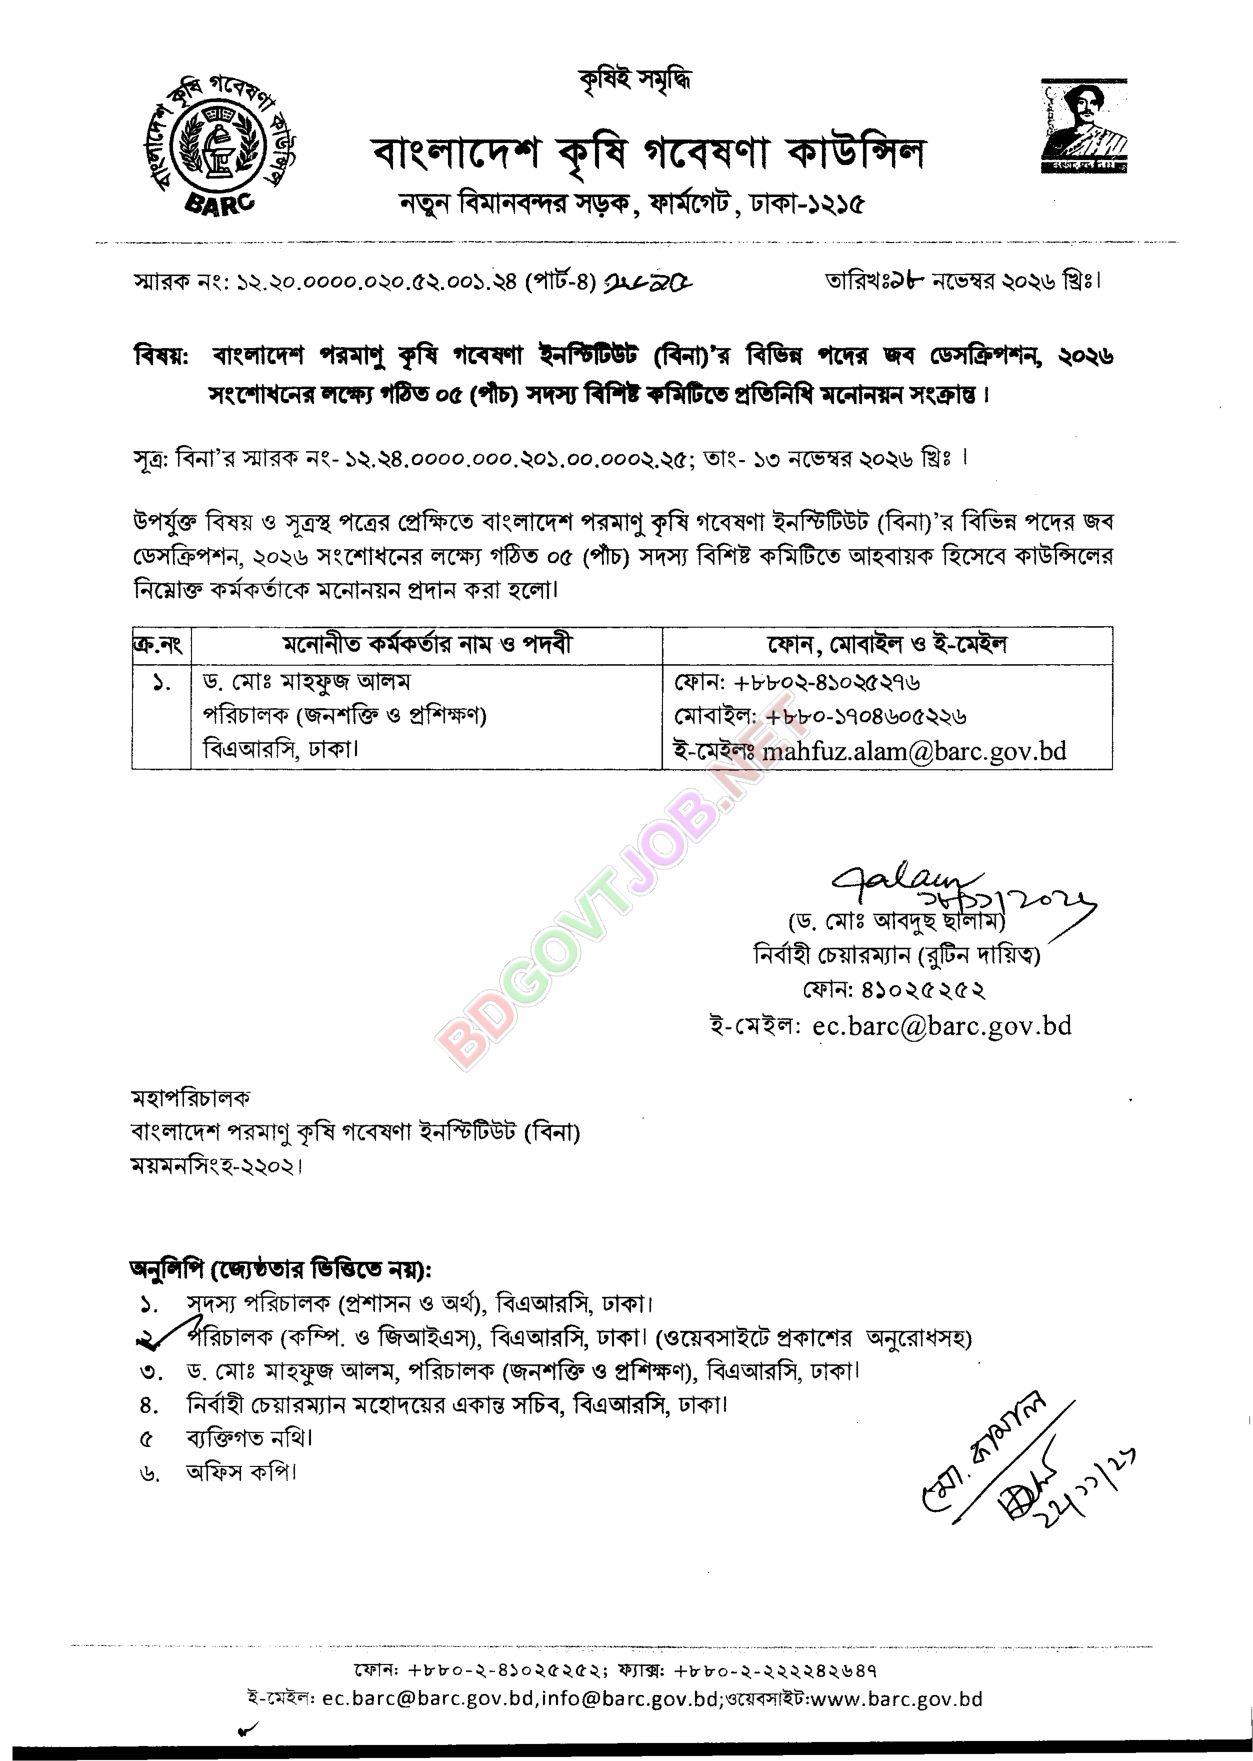 কৃষিই সমৃদ্ধি
বাংলাদেশ কৃষি গবেষণা কাউন্সিল
BARC
বাংলাদেশ কৃষি গবেষণা কাউন্সিল
নতুন বিমানবন্দর সড়ক, ফার্মগেট, ঢাকা-১২১৫
স্মারক নং: ১২.২০.০০০০.০২০.৫২.০০১.২৪ (পার্ট-৪)
তারিখঃ১৮ নভেম্বর ২০২৬ খ্রিঃ।
বিষয়: বাংলাদেশ পরমাণু কৃষি গবেষণা ইনস্টিটিউট (বিনা)'র বিভিন্ন পদের জব ডেসক্রিপশন, ২০২৬
সংশোধনের লক্ষ্যে গঠিত ০৫ (পাঁচ) সদস্য বিশিষ্ট কমিটিতে প্রতিনিধি মনোনয়ন সংক্রান্ত।
সূত্র: বিনা'র স্মারক নং- ১২.২৪.০০০০.০০০.২০১.০০.০০০২.২৫; তাং- ১৩ নভেম্বর ২০২৬ খ্রিঃ ।
উপর্যুক্ত বিষয় ও সূত্রস্থ পত্রের প্রেক্ষিতে বাংলাদেশ পরমাণু কৃষি গবেষণা ইনস্টিটিউট (বিনা)'র বিভিন্ন পদের জব
ডেসক্রিপশন, ২০২৬ সংশোধনের লক্ষ্যে গঠিত ০৫ (পাঁচ) সদস্য বিশিষ্ট কমিটিতে আহবায়ক হিসেবে কাউন্সিলের
নিম্নোক্ত কর্মকর্তাকে মনোনয়ন প্রদান করা হলো।
ক্র.নং মনোনীত কর্মকর্তার নাম ও পদবী ফোন, মোবাইল ও ই-মেইল
১. ড. মোঃ মাহফুজ আলম ফোন: +৮৮০২-৪১০২৫২৭৬
পরিচালক (জনশক্তি ও প্রশিক্ষণ) মোবাইল: +৮৮০-১৭০৪৬০৫২২৬
বিএআরসি, ঢাকা। ই-মেইলঃ mahfuz.alam@barc.gov.bd
BDGOVTJOB.NET
(ড. মোঃ আবদুছ ছালাম)
নির্বাহী চেয়ারম্যান (রুটিন দায়িত্ব)
ফোন: ৪১০২৫২৫২
ই-মেইল: ec.barc@barc.gov.bd
মহাপরিচালক
বাংলাদেশ পরমাণু কৃষি গবেষণা ইনস্টিটিউট (বিনা)
ময়মনসিংহ-২২০২।
অনুলিপি (জ্যেষ্ঠতার ভিত্তিতে নয়):
১. সদস্য পরিচালক (প্রশাসন ও অর্থ), বিএআরসি, ঢাকা।
২. পরিচালক (কম্পি. ও জিআইএস), বিএআরসি, ঢাকা। (ওয়েবসাইটে প্রকাশের অনুরোধসহ)
৩. ড. মোঃ মাহফুজ আলম, পরিচালক (জনশক্তি ও প্রশিক্ষণ), বিএআরসি, ঢাকা।
৪. নির্বাহী চেয়ারম্যান মহোদয়ের একান্ত সচিব, বিএআরসি, ঢাকা।
৫ ব্যক্তিগত নথি।
৬. অফিস কপি।
মো. কামাল
ফোন: +৮৮০-২-৪১০২৫২৫২; ফ্যাক্স: +৮৮০-২-২২২২৪২৬৪৭
ই-মেইল: ec.barc@barc.gov.bd,info@barc.gov.bd;ওয়েবসাইট:www.barc.gov.bd